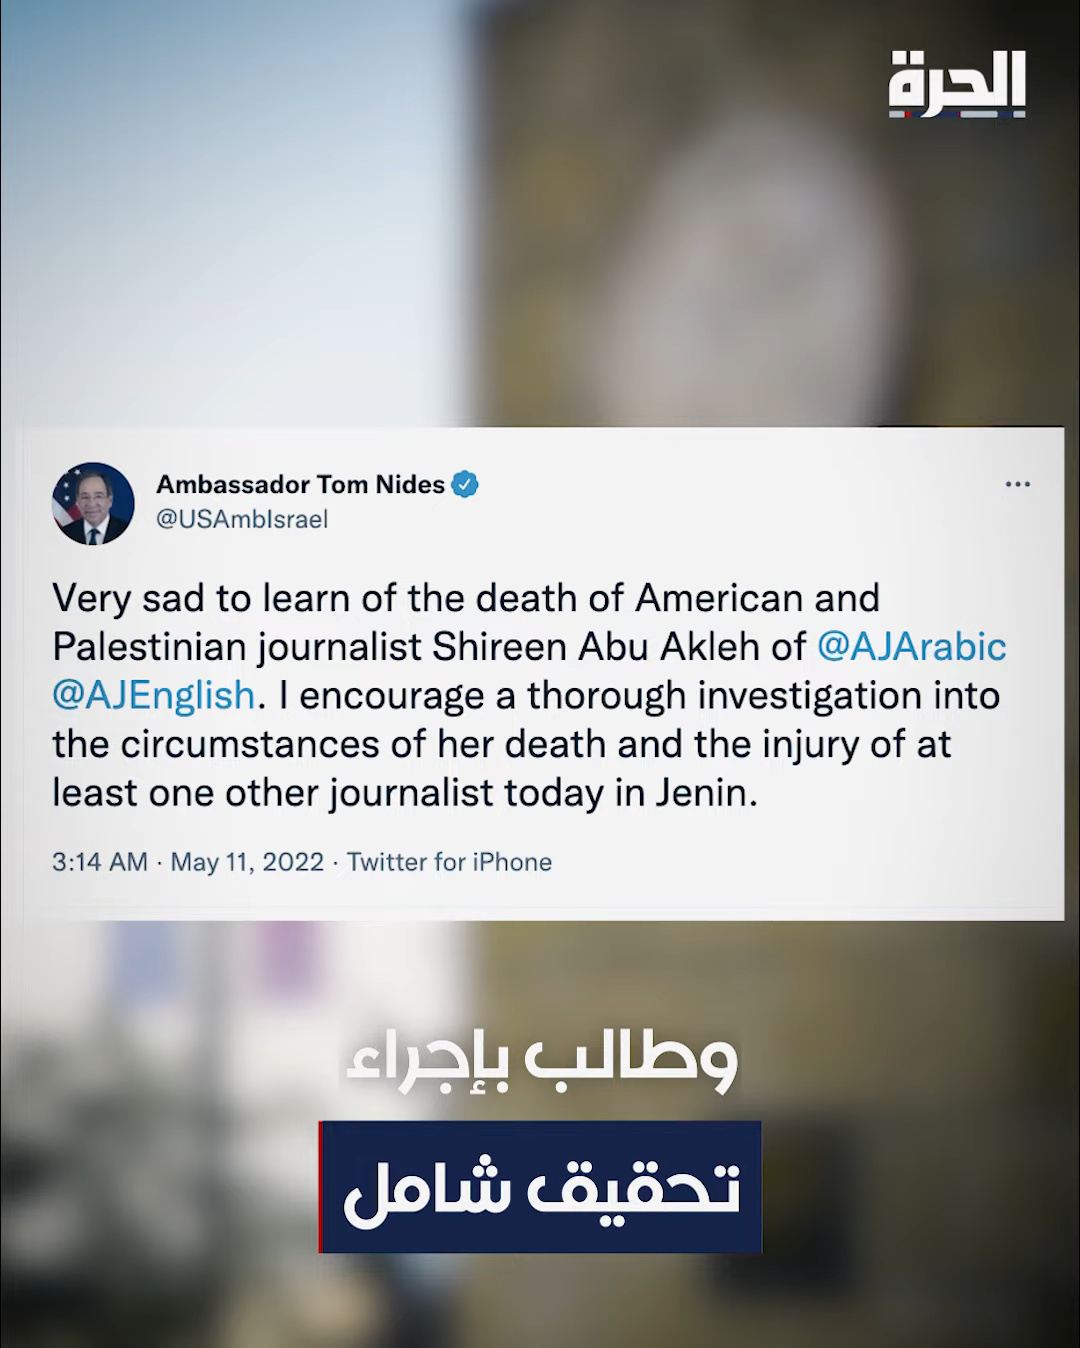 الحرة
Ambassador Tom Nides
@USAmbIsrael
Very sad to learn of the death of American and
Palestinian journalist Shireen Abu Akleh of @AJArabic
@AJEnglish. I encourage a thorough investigation into
the circumstances of her death and the injury of at
least one other journalist today in Jenin.
3:14 AM · May 11, 2022 · Twitter for iPhone
وطالب بإجراء
تحقيق شامل